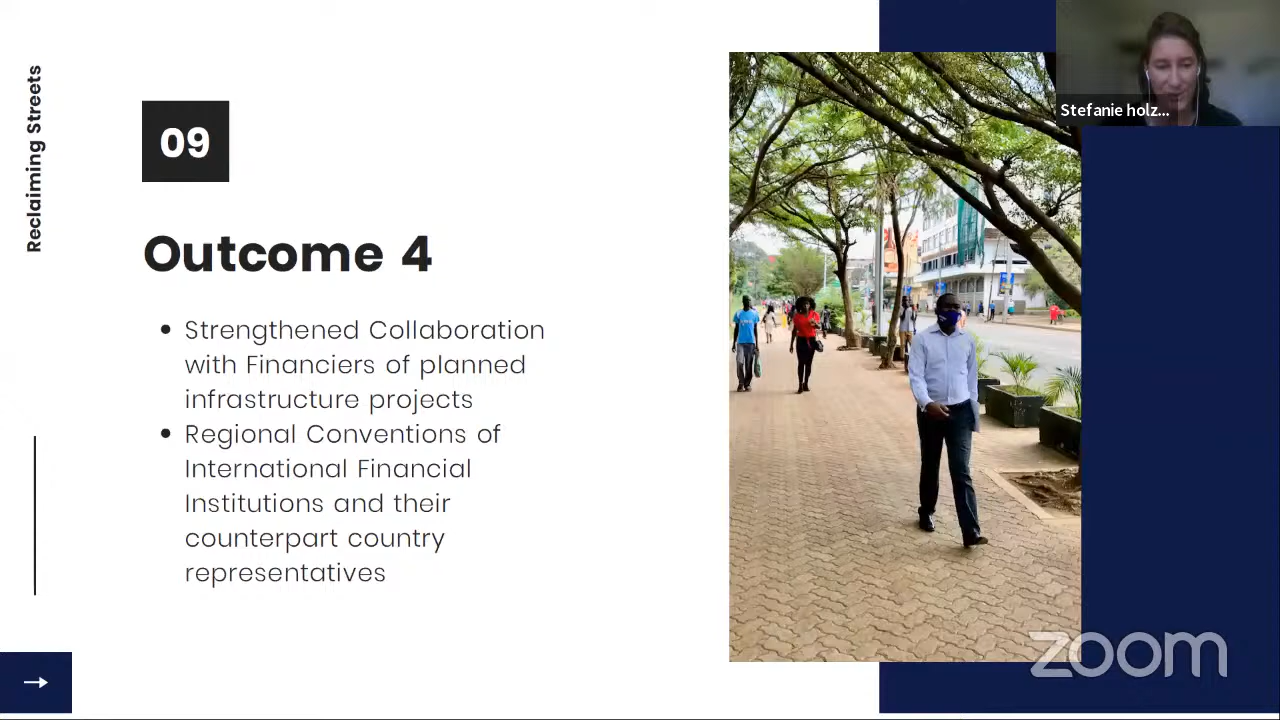 Reclaiming Streets
09
Outcome 4
• Strengthened Collaboration
with Financiers of planned
infrastructure projects
• Regional Conventions of
International Financial
Institutions and their
counterpart country
representatives
Stefanie holz...
zoom